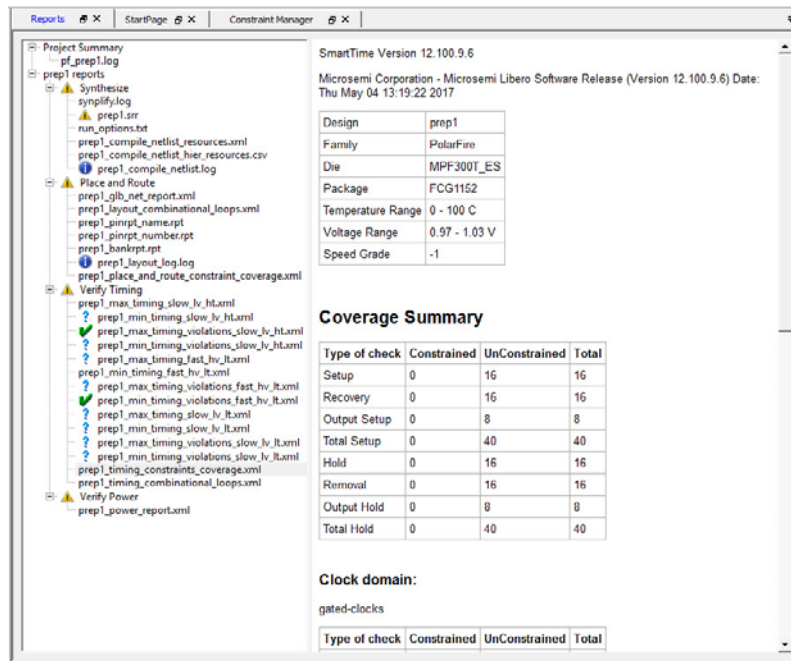 Reports StartPage Constraint Manager
Project Summary
pf_prep1.log
prep1 reports
Synthesize
synplify.log
prep1.srr
run_options.txt
prep1_compile_netlist_resources.xml
prep1_compile_netlist_hier_resources.csv
prep1_compile_netlist.log
Place and Route
prep1_glb_net_report.xml
prep1_layout_combinational_loops.xml
prep1_pinrpt_name.rpt
prep1_pinrpt_number.rpt
prep1_bankrpt.rpt
prep1_layout_log.log
prep1_place_and_route_constraint_coverage.xml
Verify Timing
prep1_max_timing_slow_lv_ht.xml
prep1_min_timing_slow_lv_ht.xml
prep1_max_timing_violations_slow_lv_ht.xml
prep1_min_timing_violations_slow_lv_ht.xml
prep1_max_timing_fast_hv_lt.xml
prep1_min_timing_fast_hv_lt.xml
prep1_max_timing_violations_fast_hv_lt.xml
prep1_min_timing_violations_fast_hv_lt.xml
prep1_max_timing_slow_lv_lt.xml
prep1_min_timing_slow_lv_lt.xml
prep1_max_timing_violations_slow_lv_lt.xml
prep1_min_timing_violations_slow_lv_lt.xml
prep1_timing_constraints_coverage.xml
prep1_timing_combinational_loops.xml
Verify Power
prep1_power_report.xml
SmartTime Version 12.100.9.6
Microsemi Corporation - Microsemi Libero Software Release (Version 12.100.9.6) Date:
Thu May 04 13:19:22 2017
Design prep1
Family PolarFire
Die MPF300T_ES
Package FCG1152
Temperature Range 0 - 100 C
Voltage Range 0.97 - 1.03 V
Speed Grade -1
Coverage Summary
Type of check Constrained UnConstrained Total
Setup 0 16 16
Recovery 0 16 16
Output Setup 0 8 8
Total Setup 0 40 40
Hold 0 16 16
Removal 0 16 16
Output Hold 0 8 8
Total Hold 0 40 40
Clock domain:
gated-clocks
Type of check Constrained UnConstrained Total